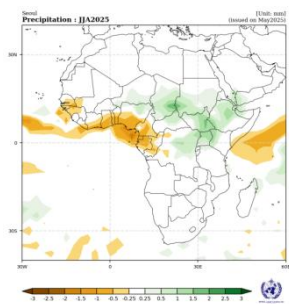 Seoul
[Unit: mm]
Precipitation : JJA2025
(issued on May2025)
30N
0
30S
30W
0
30E
60E
-3 -2.5 -2 -1.5 -1 -0.5 -0.25 0.25 0.5 1 1.5 2 2.5 3